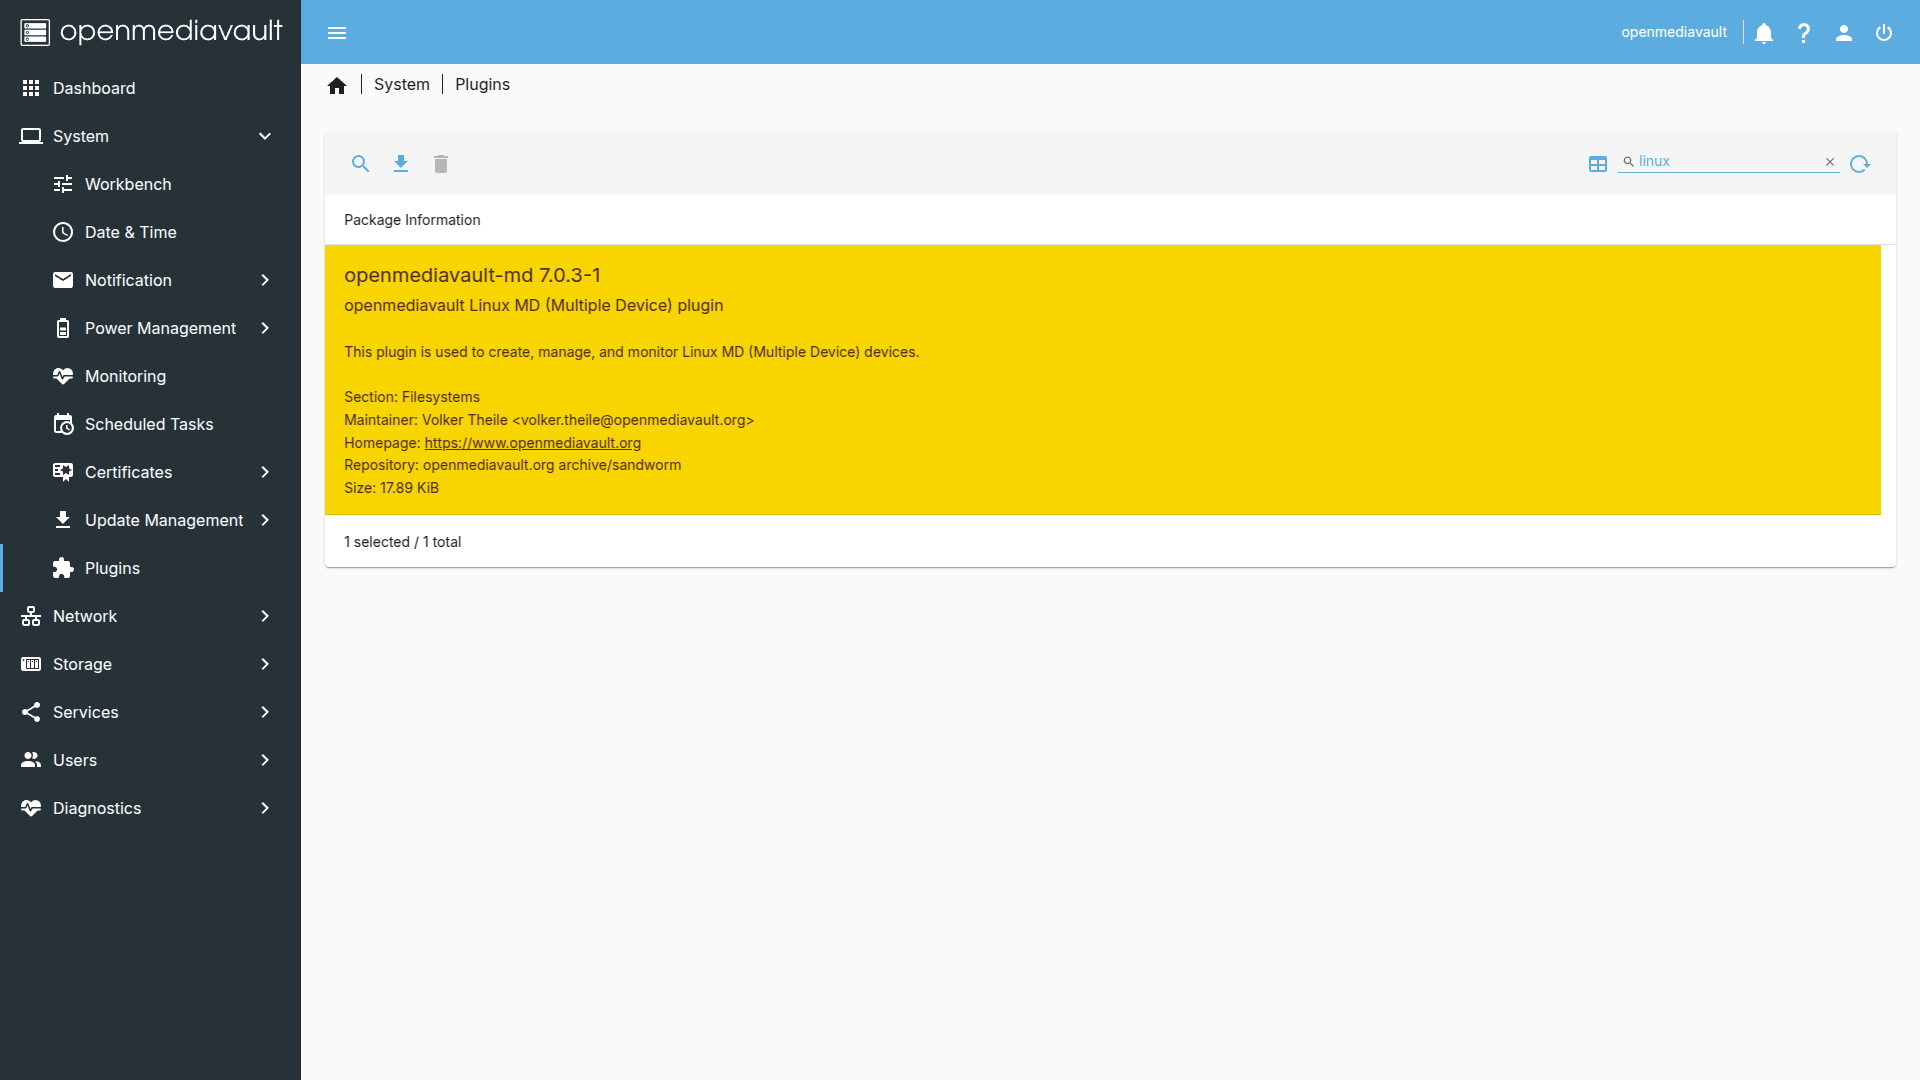 openmediavault
openmediavault
Dashboard
System
Workbench
Date & Time
Notification
Power Management
Monitoring
Scheduled Tasks
Certificates
Update Management
Plugins
Network
Storage
Services
Users
Diagnostics
System
Plugins
linux
Package Information
openmediavault-md 7.0.3-1
openmediavault Linux MD (Multiple Device) plugin
This plugin is used to create, manage, and monitor Linux MD (Multiple Device) devices.
Section: Filesystems
Maintainer: Volker Theile <volker.theile@openmediavault.org>
Homepage: https://www.openmediavault.org
Repository: openmediavault.org archive/sandworm
Size: 17.89 KiB
1 selected / 1 total